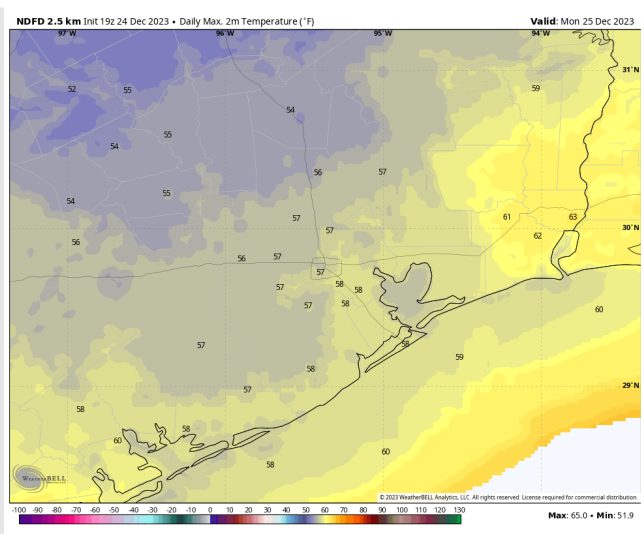 NDFD 2.5 km Init 19z 24 Dec 2023 • Daily Max. 2m Temperature (°F) Valid: Mon 25 Dec 2023
97°W 96°W 95°W 94°W
31°N
52 55 59
54
55
54
56 57
55
54
57 61 63
57 62 30°N
56
56 57
57
57 58 58
57 58 60
57 58 59
58 29°N
57
58
58
60 60
58
WEATHERBELL
© 2023 WeatherBELL Analytics, LLC. All rights reserved. License required for commercial distribution.
-100 -90 -80 -70 -60 -50 -40 -30 -20 -10 0 10 20 30 40 50 60 70 80 90 100 110 120 130
Max: 65.0 • Min: 51.9